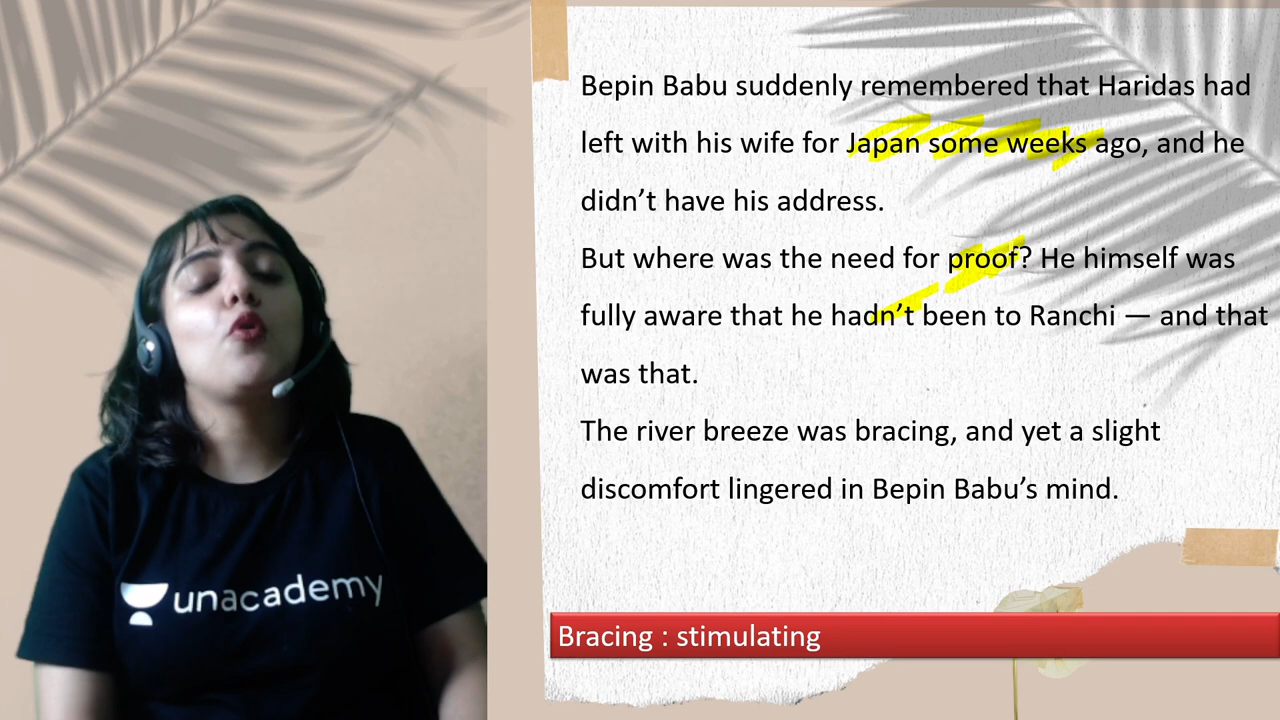 Bepin Babu suddenly remembered that Haridas had
left with his wife for Japan some weeks ago, and he
didn’t have his address.
But where was the need for proof? He himself was
fully aware that he hadn’t been to Ranchi — and that
was that.
The river breeze was bracing, and yet a slight
discomfort lingered in Bepin Babu’s mind.
unacademy
Bracing : stimulating